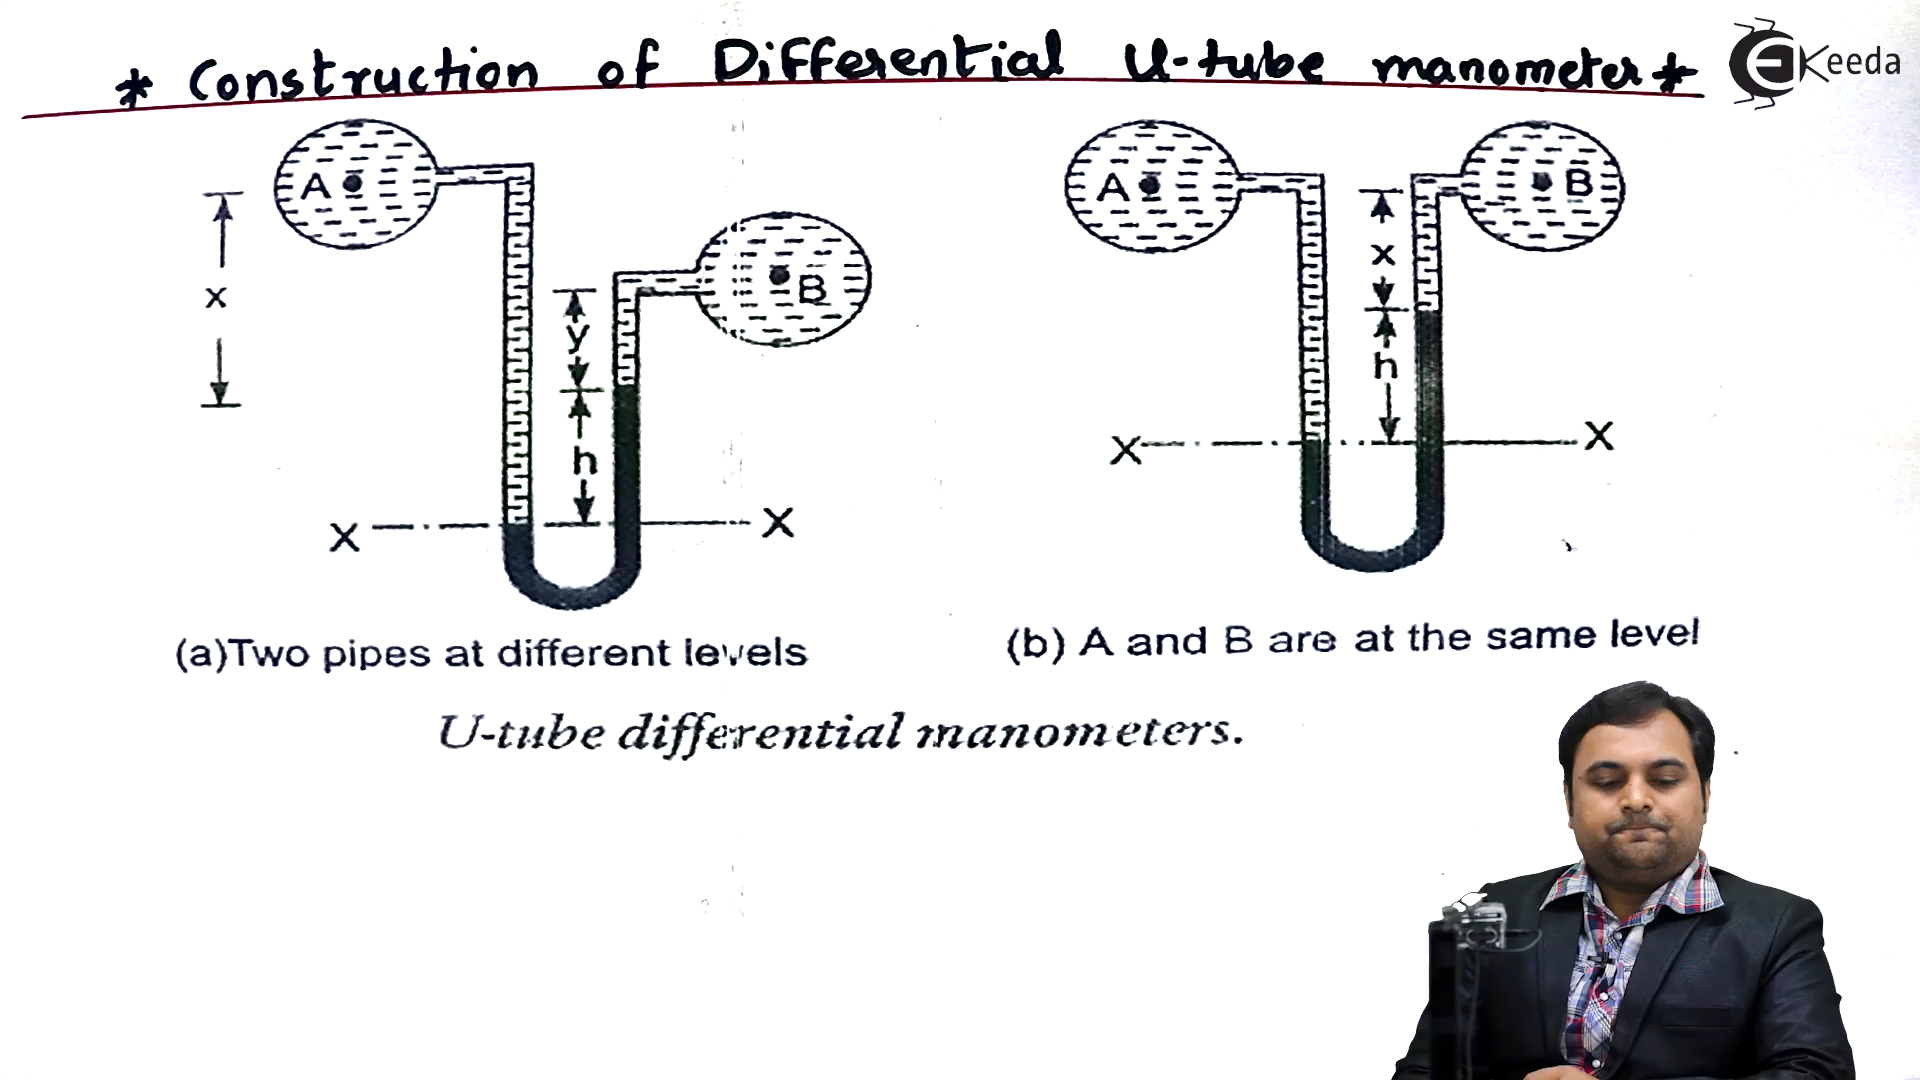 * Construction of Differential U-tube manometer *
Keeda
A
B
x
y
h
X X
(a)Two pipes at different levels
A
B
x
h
X X
(b) A and B are at the same level
U-tube differential manometers.